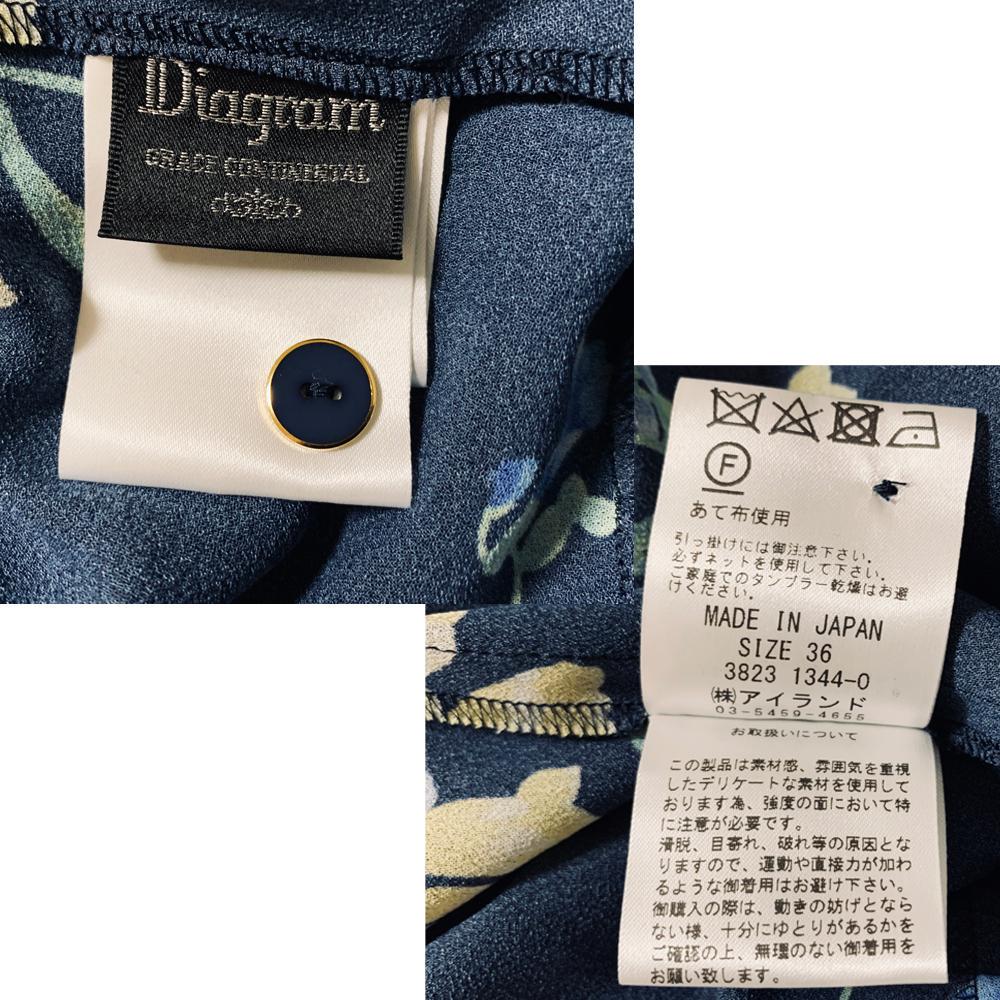 Diagram
GRACE CONTINENTAL
F
あて布使用
引っ掛けには御注意下さい．
必ずネットを使用して下さい．
ご家庭でのタンブラー乾燥はお避
けください．
MADE IN JAPAN
SIZE 36
3823 1344-0
㈱アイランド
03-5459-4655
お取扱いについて
この製品は素材感、雰囲気を重視
したデリケートな素材を使用して
おります為、強度の面において特
に注意が必要です。
滑脱、目寄れ、破れ等の原因とな
りますので、運動や直接力が加わ
るような御着用はお避け下さい。
御購入の際は、動きの妨げとなら
ない様、十分にゆとりがあるかを
ご確認の上、無理のない御着用を
お願い致します。